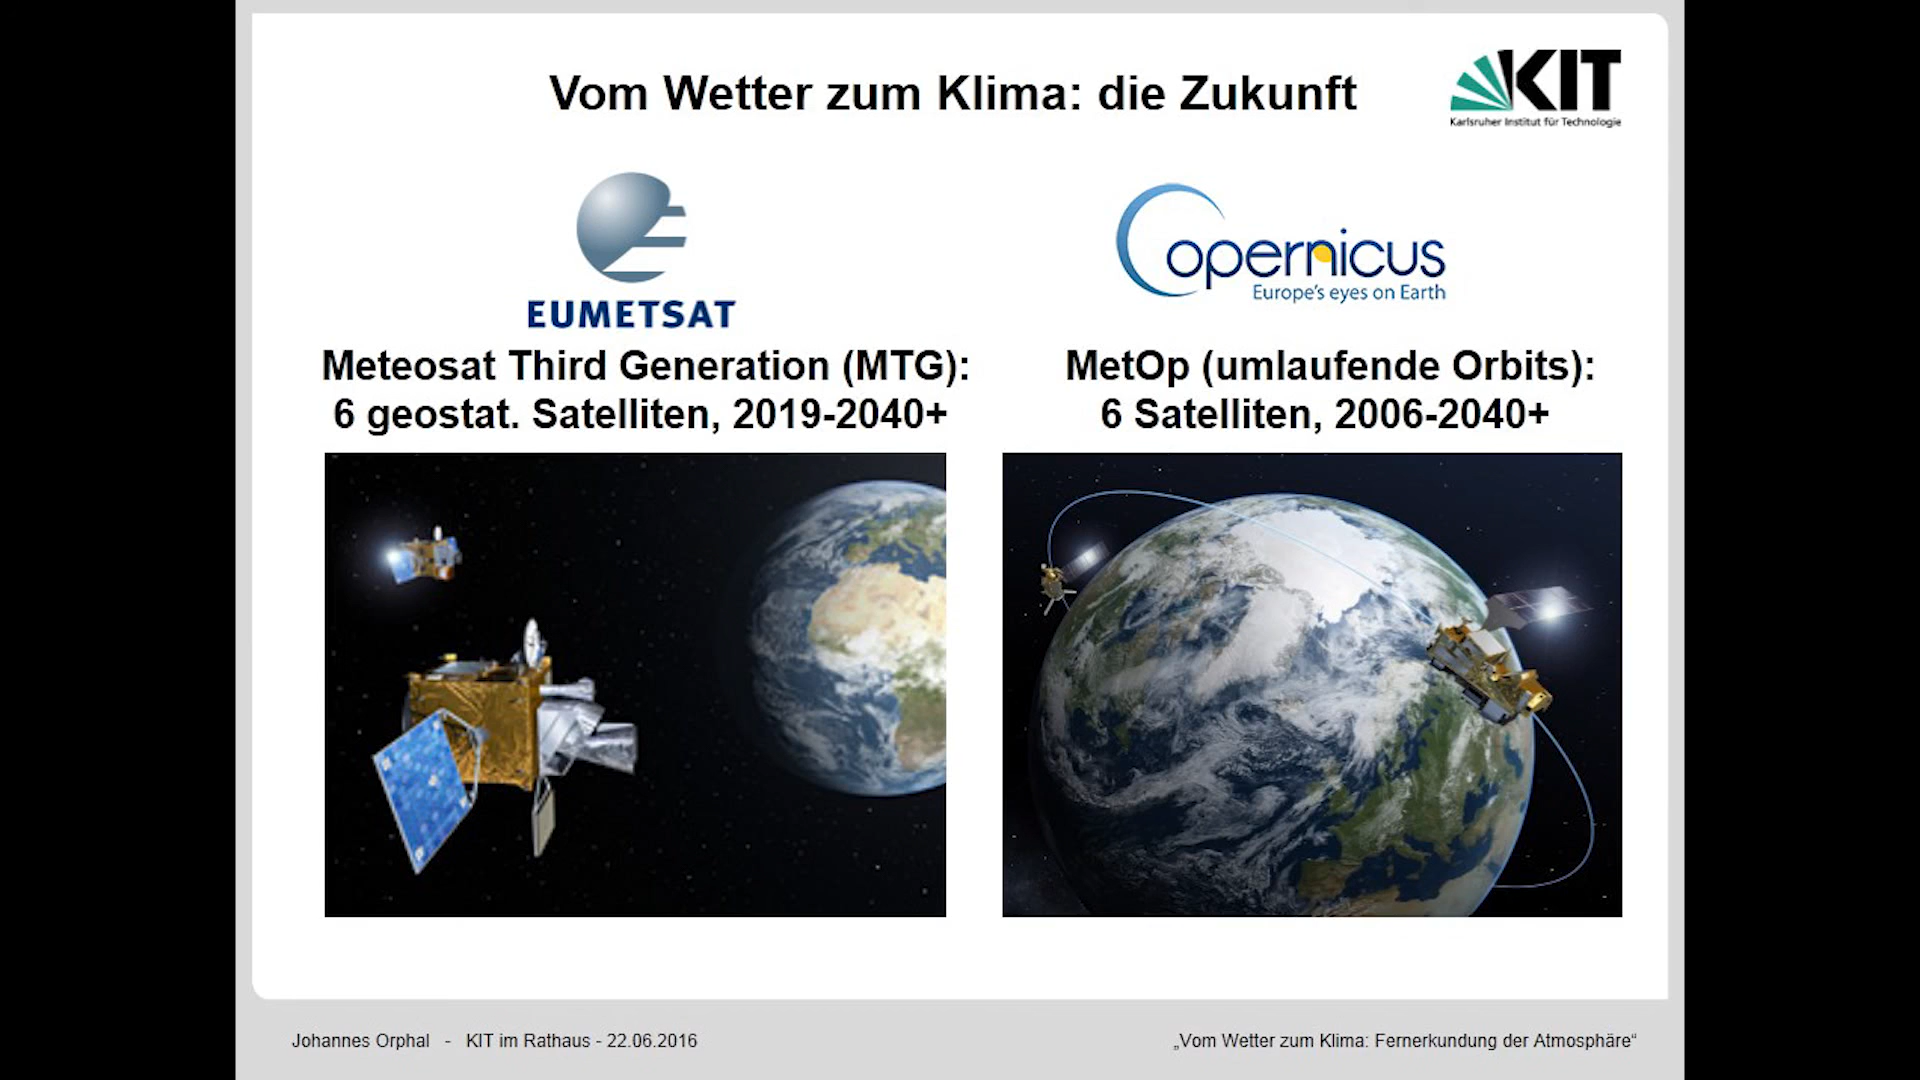 Vom Wetter zum Klima: die Zukunft
KIT
Karlsruher Institut für Technologie
EUMETSAT
Copernicus
Europe's eyes on Earth
Meteosat Third Generation (MTG):
6 geostat. Satelliten, 2019-2040+
MetOp (umlaufende Orbits):
6 Satelliten, 2006-2040+
Johannes Orphal - KIT im Rathaus - 22.06.2016
„Vom Wetter zum Klima: Fernerkundung der Atmosphäre“